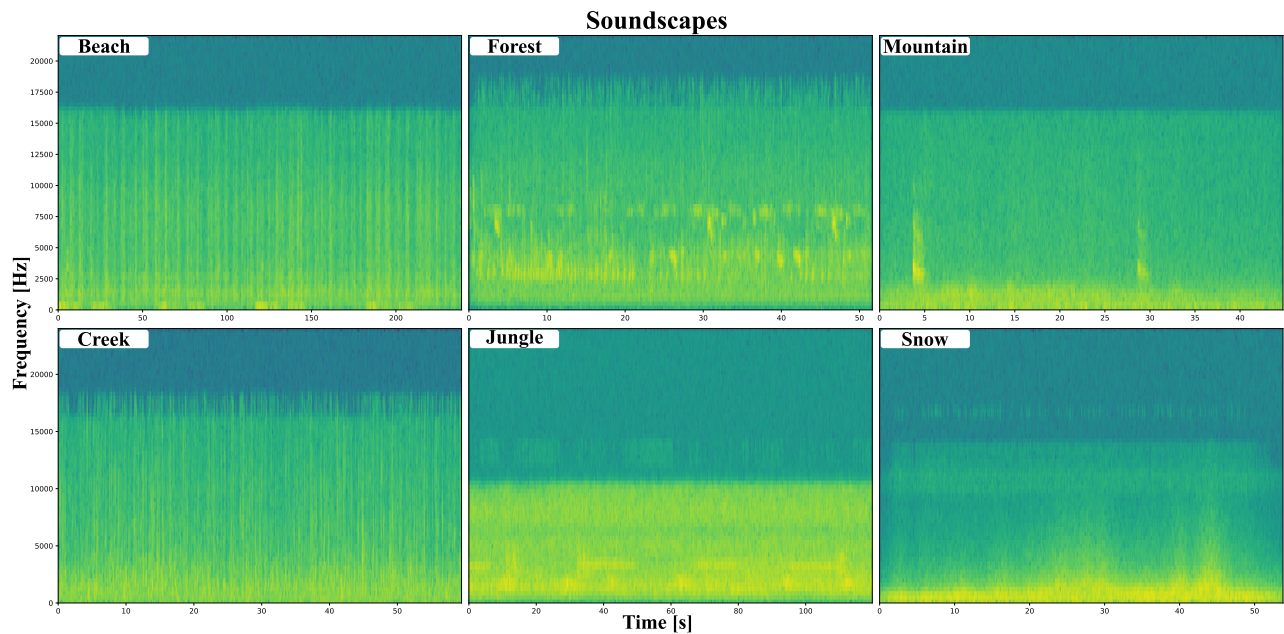 Soundscapes
Beach
Forest
Mountain
20000
17500
15000
12500
10000
7500
5000
2500
0
0 50 100 150 200
0 10 20 30 40 50
0 5 10 15 20 25 30 35 40
Frequency [Hz]
Creek
Jungle
Snow
20000
15000
10000
5000
0
0 10 20 30 40 50
0 20 40 60 80 100
0 10 20 30 40 50
Time [s]